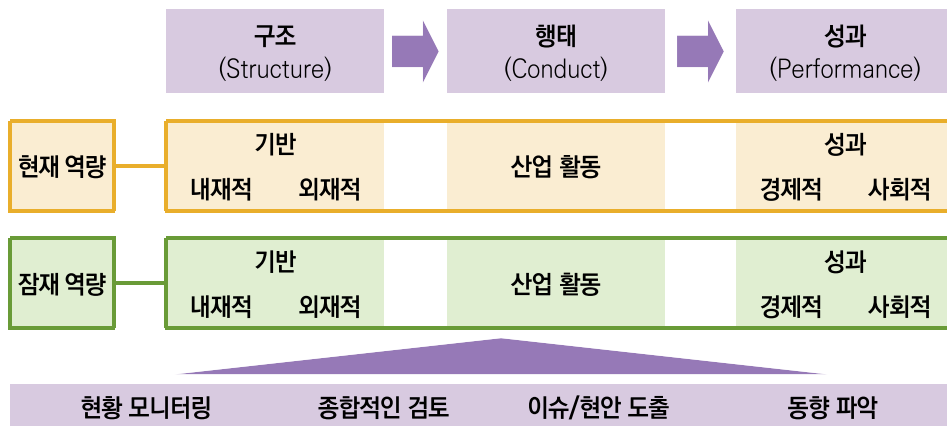 구조
(Structure)
행태
(Conduct)
성과
(Performance)
현재 역량
기반
내재적 외재적
산업 활동
성과
경제적 사회적
잠재 역량
기반
내재적 외재적
산업 활동
성과
경제적 사회적
현황 모니터링 종합적인 검토 이슈/현안 도출 동향 파악